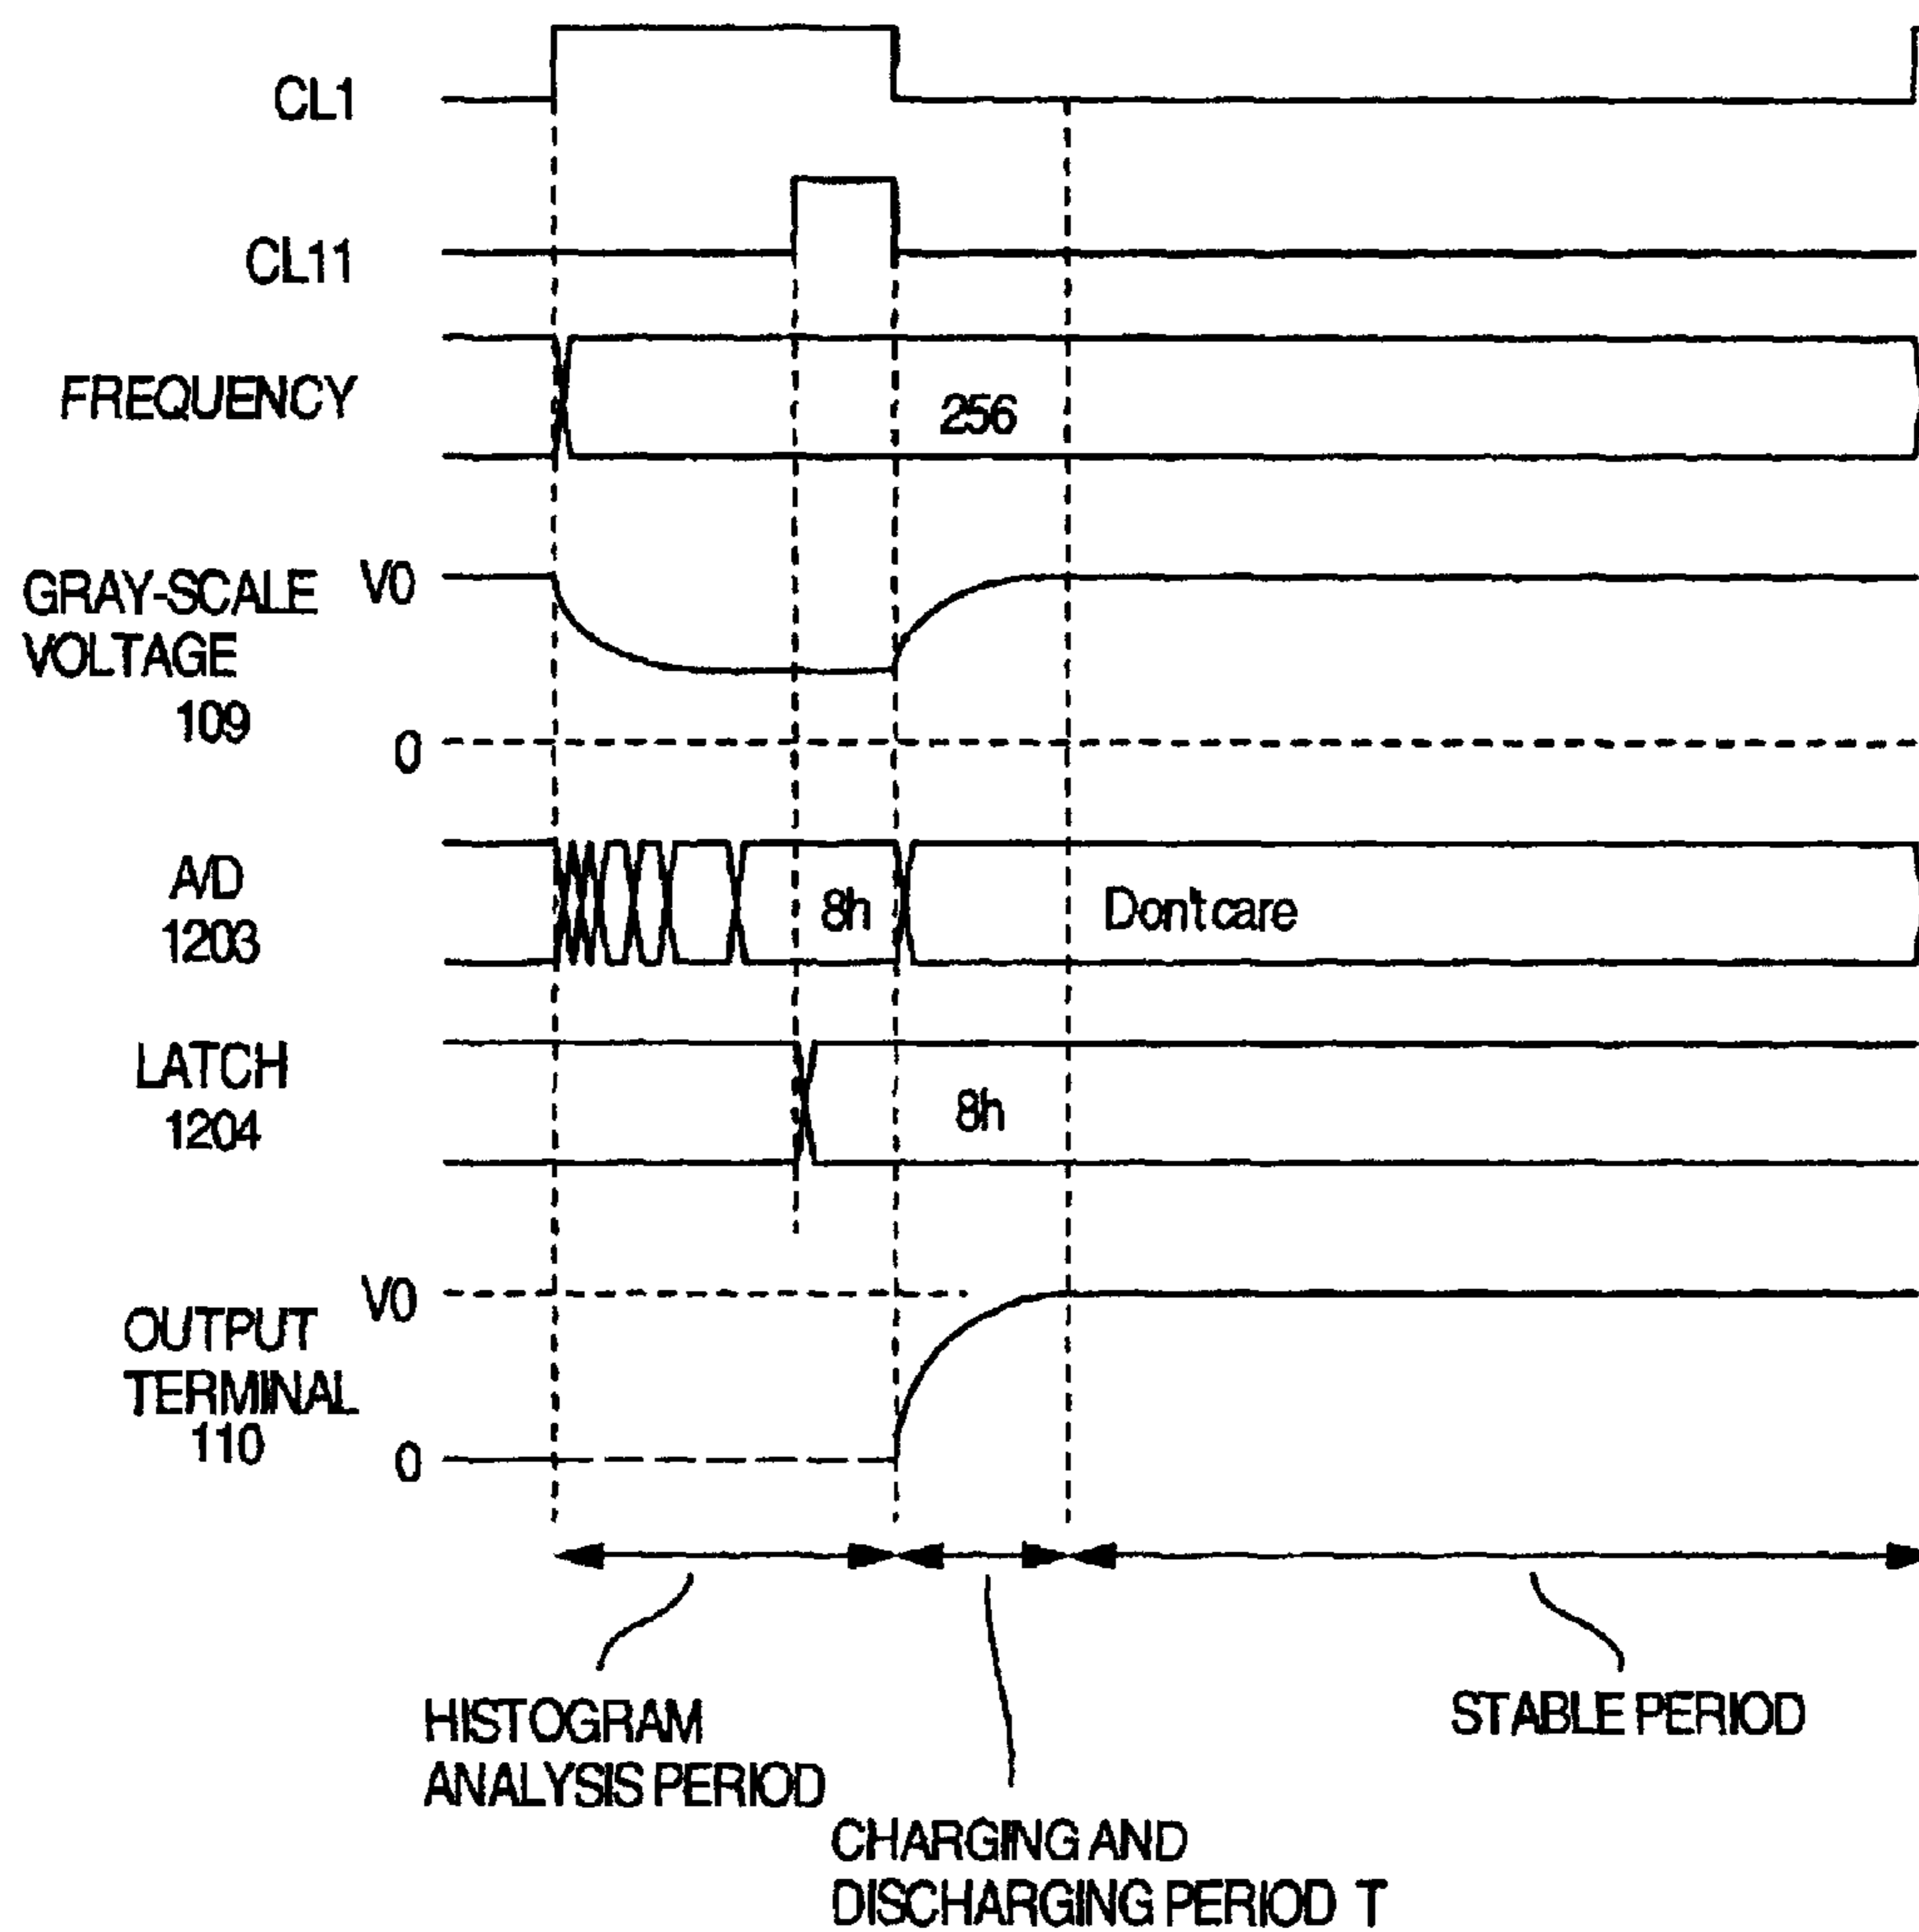 CL1
CL11
FREQUENCY
256
GRAY-SCALE
VOLTAGE
109
V0
0
A/D
1203
8h
Don't care
LATCH
1204
8h
OUTPUT
TERMINAL
110
V0
0
HISTOGRAM
ANALYSIS PERIOD
CHARGING AND
DISCHARGING PERIOD T
STABLE PERIOD